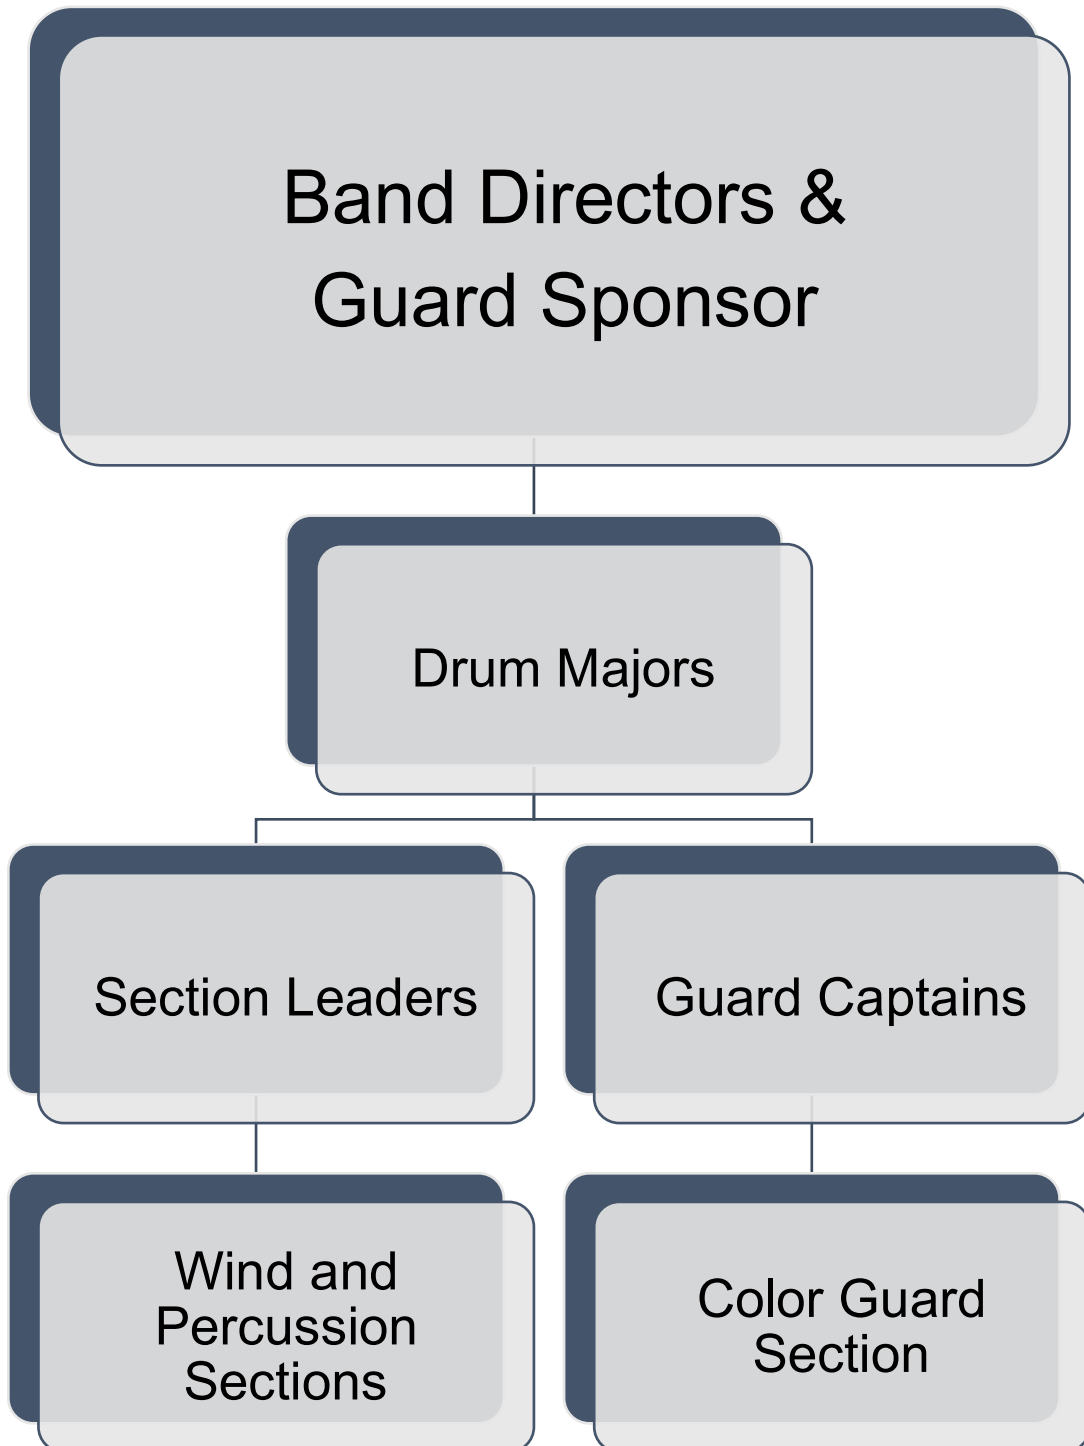 Band Directors &
Guard Sponsor
Drum Majors
Section Leaders
Guard Captains
Wind and
Percussion
Sections
Color Guard
Section